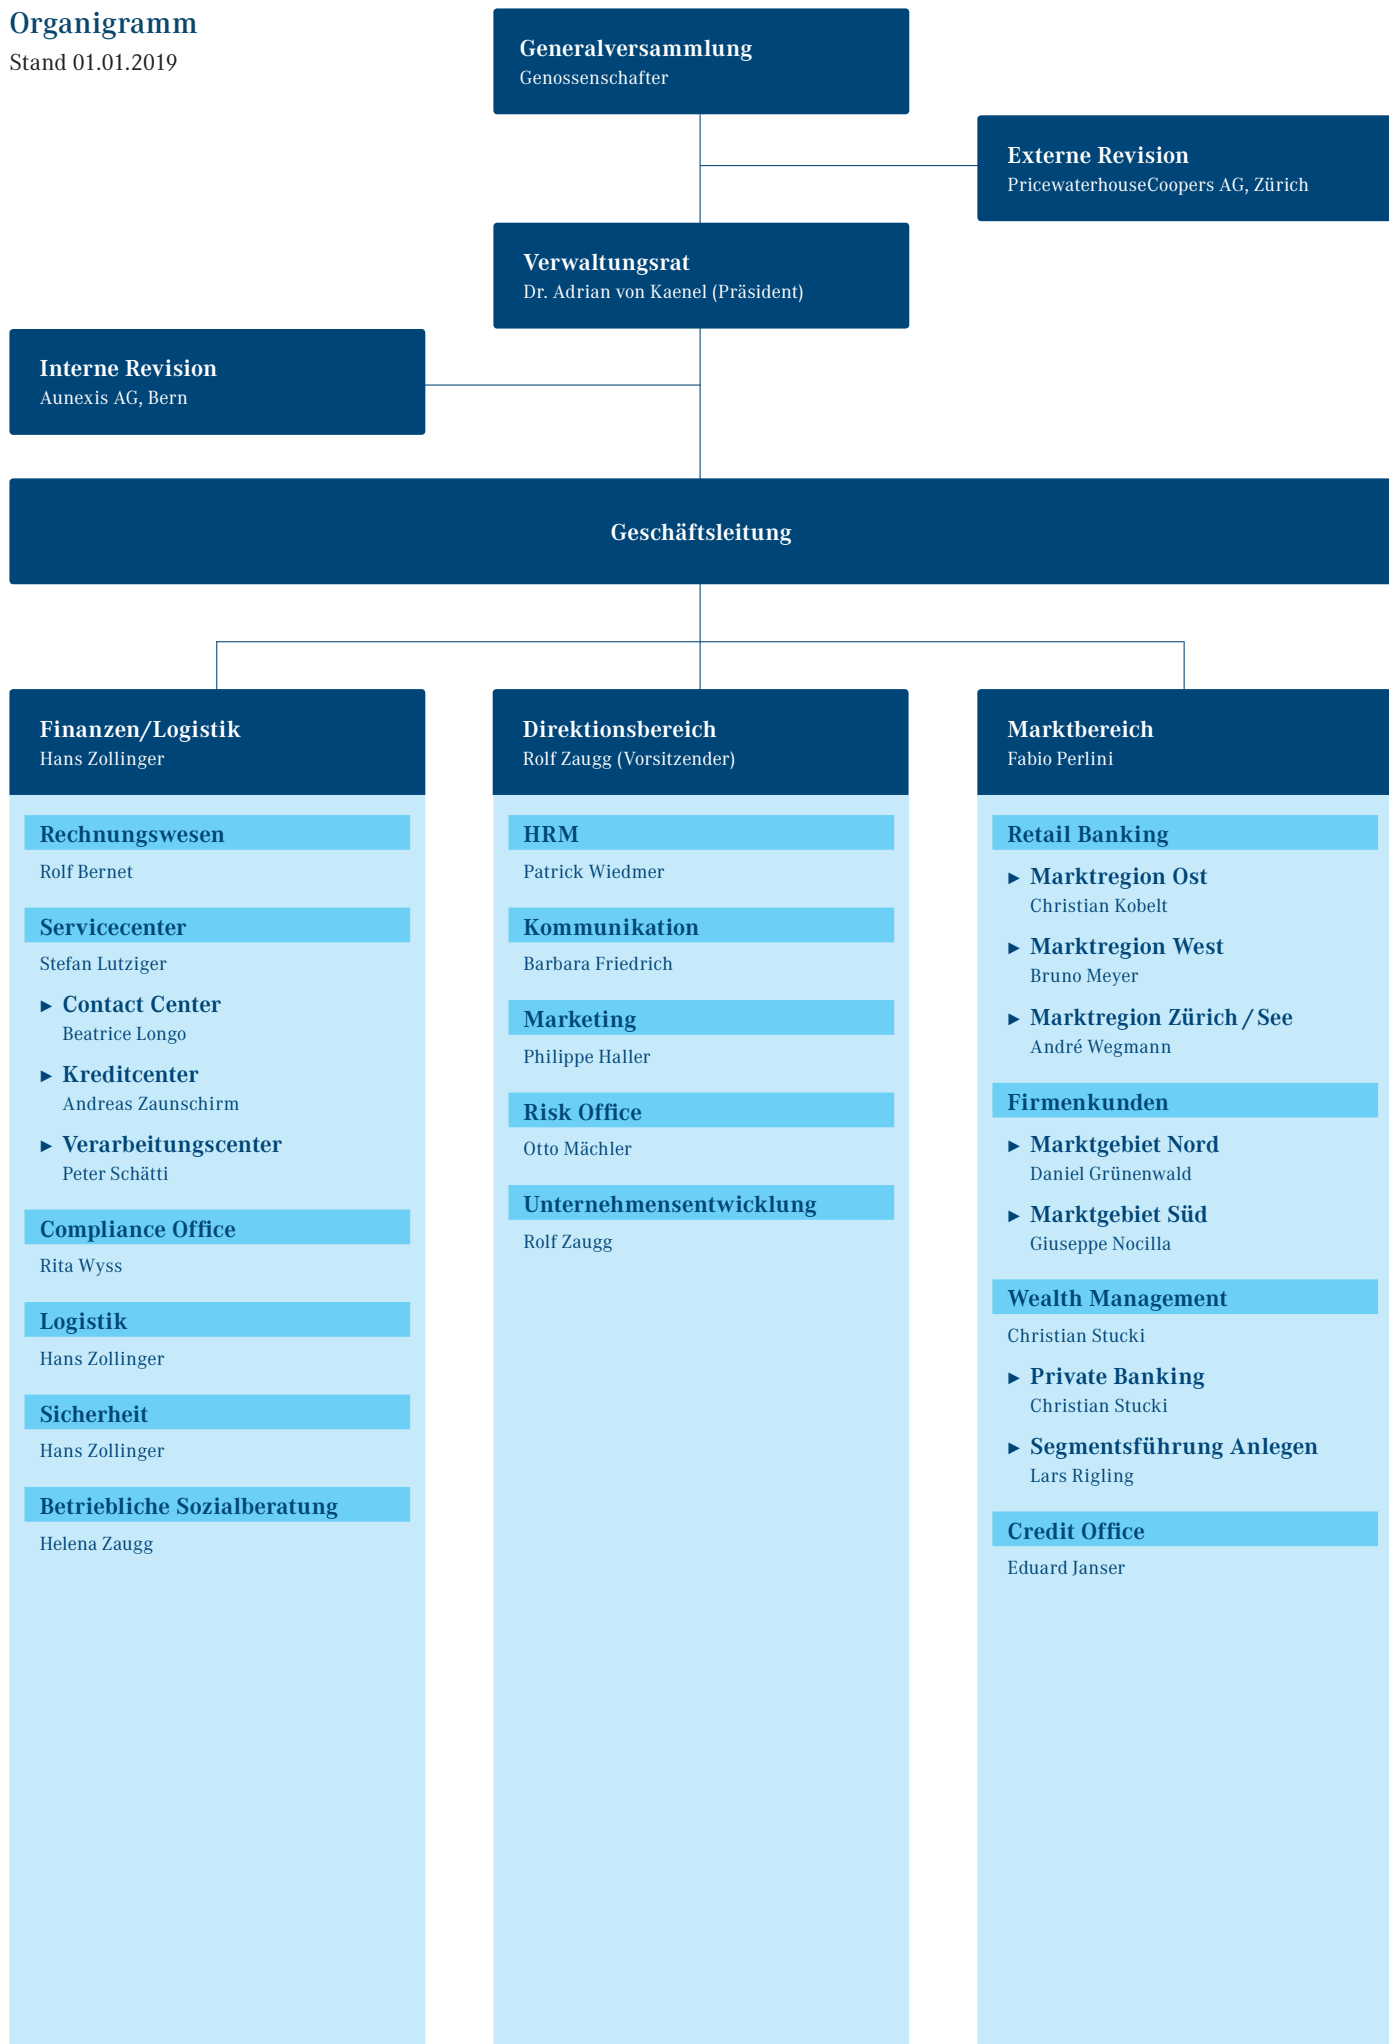 Organigramm
Stand 01.01.2019
Generalversammlung
Genossenschafter
Externe Revision
PricewaterhouseCoopers AG, Zürich
Verwaltungsrat
Dr. Adrian von Kaenel (Präsident)
Interne Revision
Aunexis AG, Bern
Geschäftsleitung
Finanzen/Logistik
Hans Zollinger
Rechnungswesen
Rolf Bernet
Servicecenter
Stefan Lutziger
► Contact Center
Beatrice Longo
► Kreditcenter
Andreas Zaunschirm
► Verarbeitungscenter
Peter Schätti
Compliance Office
Rita Wyss
Logistik
Hans Zollinger
Sicherheit
Hans Zollinger
Betriebliche Sozialberatung
Helena Zaugg
Direktionsbereich
Rolf Zaugg (Vorsitzender)
HRM
Patrick Wiedmer
Kommunikation
Barbara Friedrich
Marketing
Philippe Haller
Risk Office
Otto Mächler
Unternehmensentwicklung
Rolf Zaugg
Marktbereich
Fabio Perlini
Retail Banking
► Marktregion Ost
Christian Kobelt
► Marktregion West
Bruno Meyer
► Marktregion Zürich / See
André Wegmann
Firmenkunden
► Marktgebiet Nord
Daniel Grünenwald
► Marktgebiet Süd
Giuseppe Nocilla
Wealth Management
Christian Stucki
► Private Banking
Christian Stucki
► Segmentsführung Anlegen
Lars Rigling
Credit Office
Eduard Janser